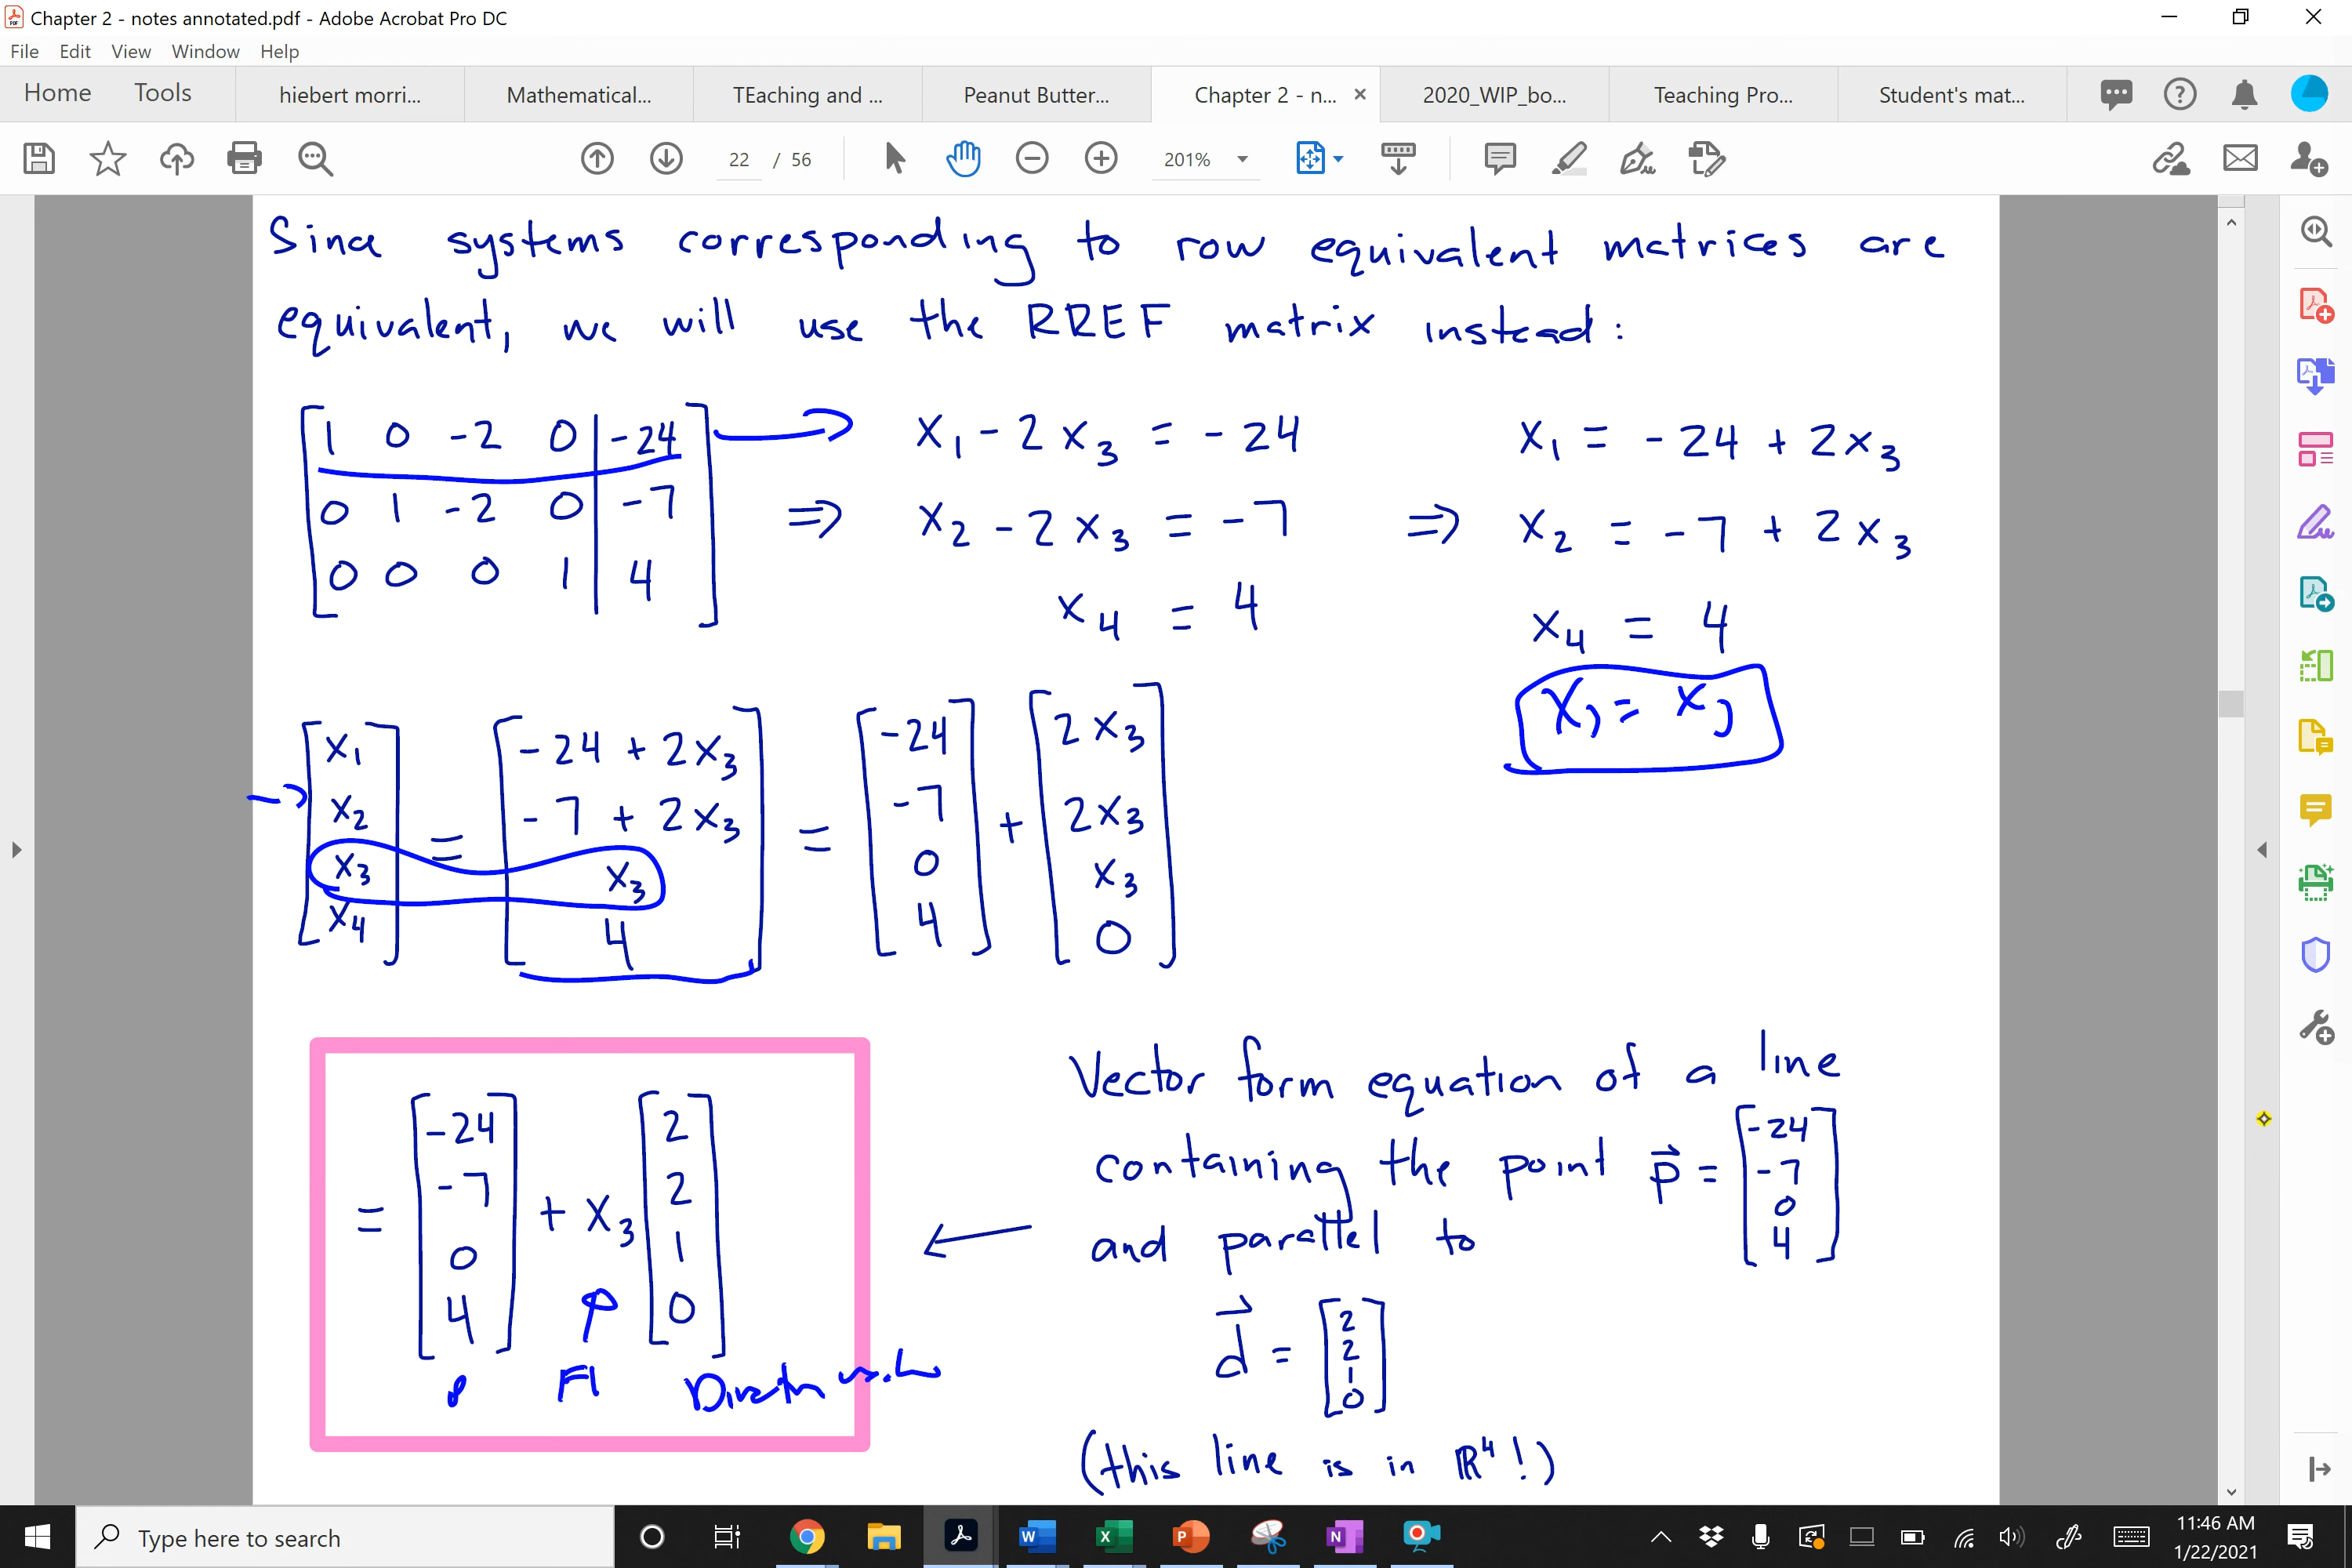 Chapter 2 - notes annotated.pdf - Adobe Acrobat Pro DC
File Edit View Window Help
Home Tools hiebert morri... Mathematical... TEaching and ... Peanut Butter... Chapter 2 - n... × 2020_WIP_bo... Teaching Pro... Student's mat...
22 / 56 201%
Since systems corresponding to row equivalent matrices are
equivalent, we will use the RREF matrix instead:
[1 0 -2 0 | -24] → x₁ - 2x₃ = -24 x₁ = -24 + 2x₃
[0 1 -2 0 | -7] ⇒ x₂ - 2x₃ = -7 ⇒ x₂ = -7 + 2x₃
[0 0 0 1 | 4] x₄ = 4 x₄ = 4
x₃ = x₃
→ [x₁ x₂ x₃ x₄] = [-24 + 2x₃ -7 + 2x₃ x₃ 4] = [-24 -7 0 4] + [2x₃ 2x₃ x₃ 0]
= [-24 -7 0 4] + x₃ [2 2 1 0]
P
Vector form equation of a line
containing the point p⃗ = [-24 -7 0 4]
← and parallel to
d⃗ = [2 2 1 0]
(this line is in ℝ⁴!)
Type here to search
11:46 AM
1/22/2021